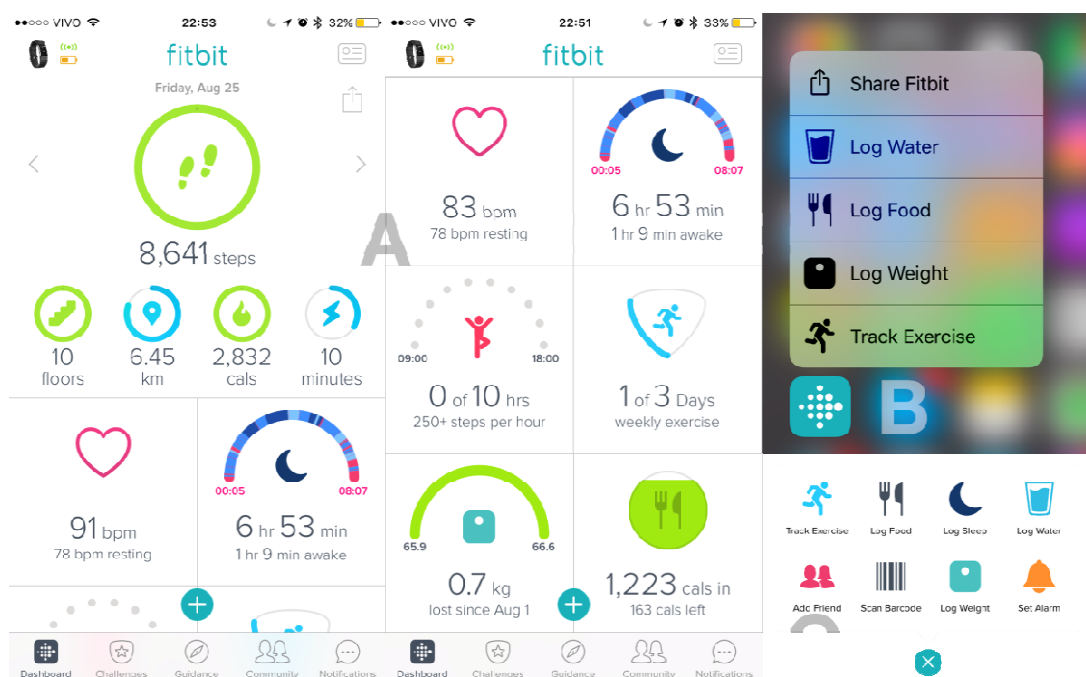 VIVO 22:53 32%
fitbit
Friday, Aug 25
8,641 steps
10 floors
6.45 km
2,832 cals
10 minutes
91 bpm
78 bpm resting
00:05 08:07
6 hr 53 min
1 hr 9 min awake
+
Dashboard Challenges Guidance Community Notifications
VIVO 22:51 33%
fitbit
83 bpm
78 bpm resting
00:05 08:07
6 hr 53 min
1 hr 9 min awake
09:00 18:00
0 of 10 hrs
250+ steps per hour
1 of 3 Days
weekly exercise
65.9 66.6
0.7 kg
lost since Aug 1
1,223 cals in
163 cals left
+
Dashboard Challenges Guidance Community Notifications
A
Share Fitbit
Log Water
Log Food
Log Weight
Track Exercise
B
Track Exercise Log Food Log Sleep Log Water
Add Friend Scan Barcode Log Weight Set Alarm